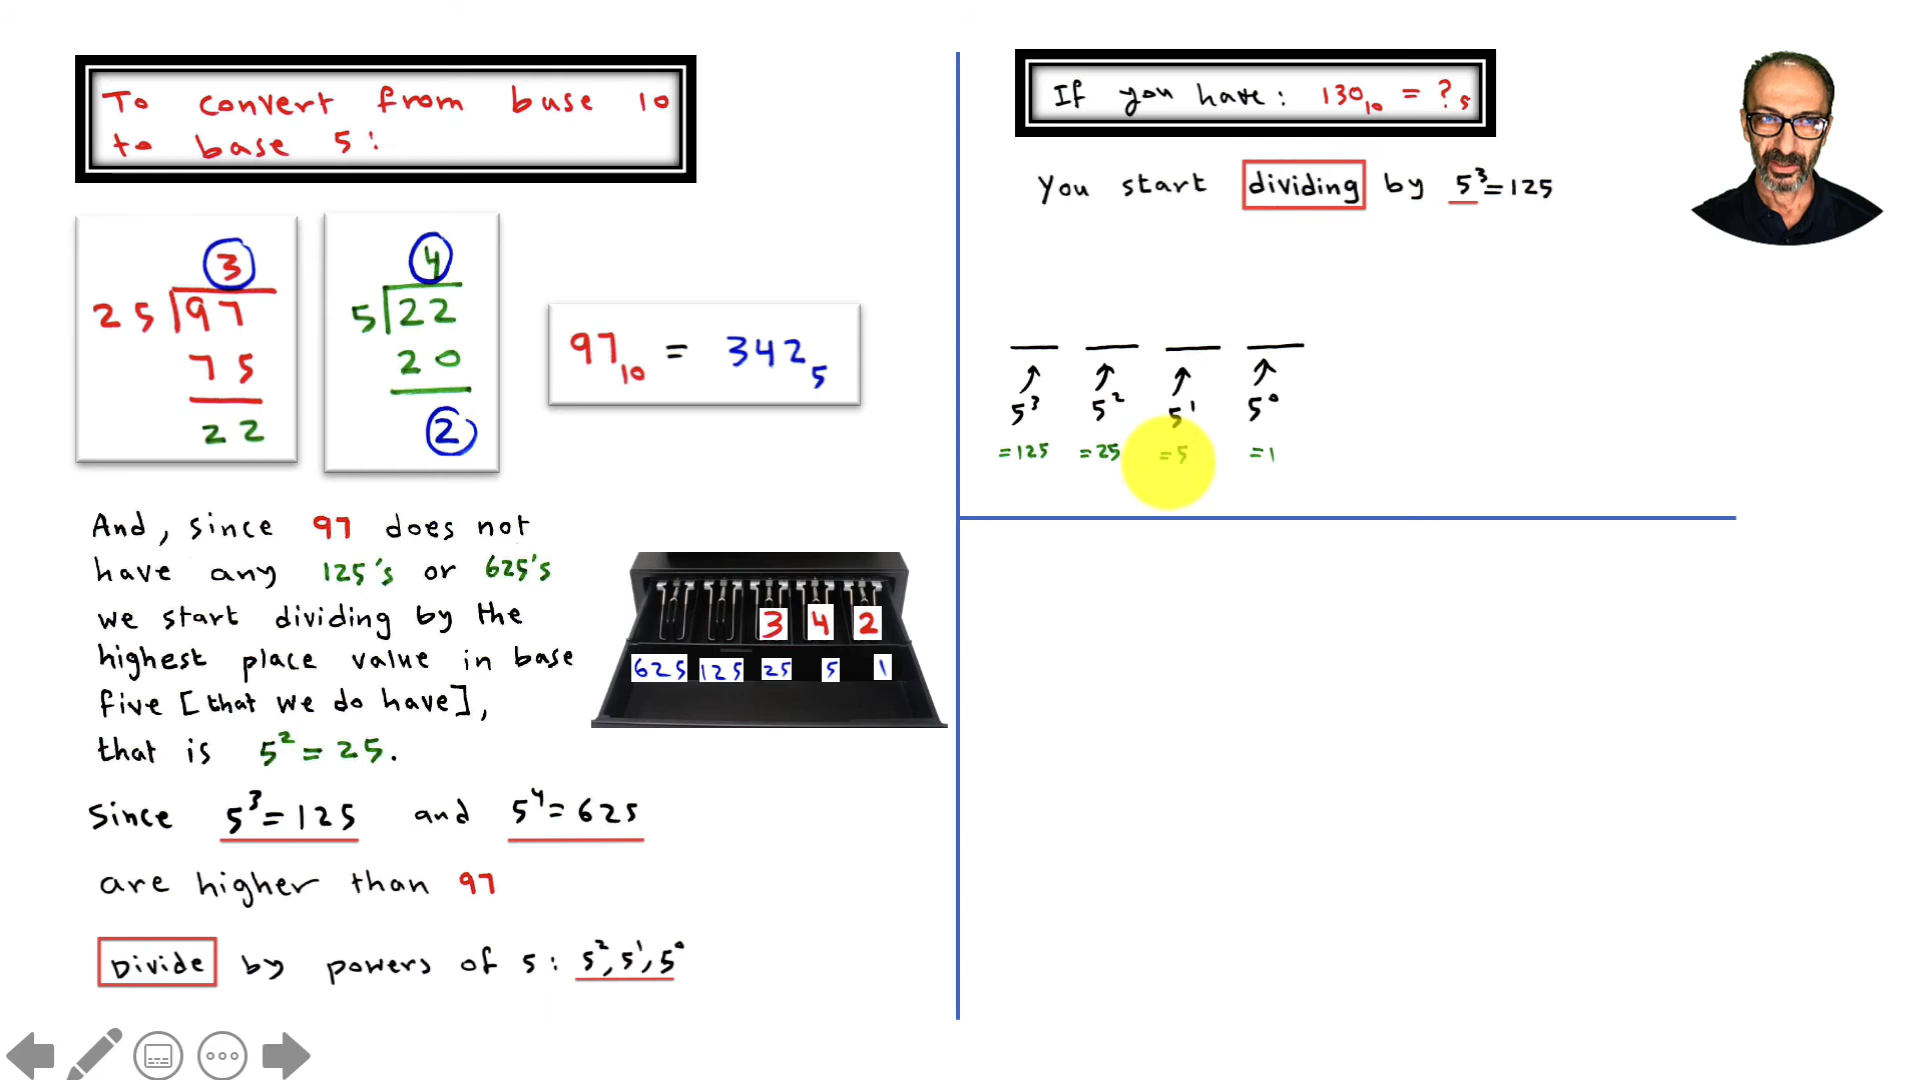 To convert from base 10
to base 5:
3
25 97
75
22
4
5 22
20
2
97₁₀ = 342₅
And, since 97 does not
have any 125's or 625's
we start dividing by the
highest place value in base
five [that we do have],
that is 5² = 25.
Since 5³ = 125 and 5⁴ = 625
are higher than 97
Divide by powers of 5: 5², 5¹, 5⁰
3 4 2
625 125 25 5 1
If you have: 130₁₀ = ?₅
You start dividing by 5³=125
5³ 5² 5¹ 5⁰
=125 =25 =5 =1